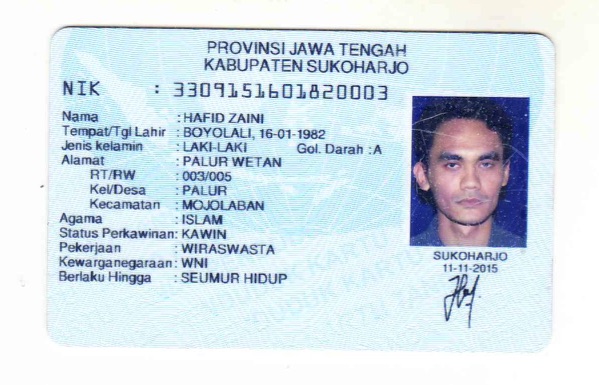 PROVINSI JAWA TENGAH
KABUPATEN SUKOHARJO
NIK : 3309151601820003
Nama : HAFID ZAINI
Tempat/Tgl Lahir : BOYOLALI, 16-01-1982
Jenis kelamin : LAKI-LAKI Gol. Darah : A
Alamat : PALUR WETAN
RT/RW : 003/005
Kel/Desa : PALUR
Kecamatan : MOJOLABAN
Agama : ISLAM
Status Perkawinan: KAWIN
Pekerjaan : WIRASWASTA
Kewarganegaraan: WNI
Berlaku Hingga : SEUMUR HIDUP
SUKOHARJO
11-11-2015